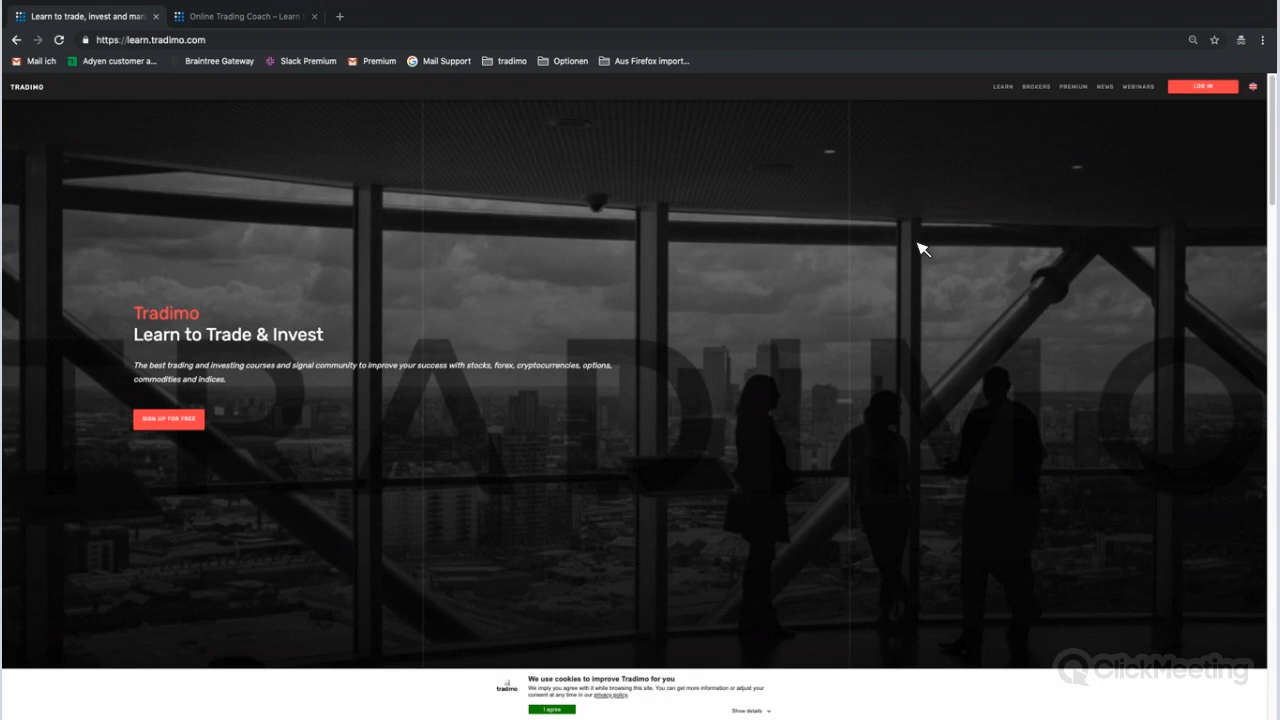 Learn to trade, invest and man
Online Trading Coach – Learn
https://learn.tradimo.com
Mail ich
Adyen customer a...
Braintree Gateway
Slack Premium
Premium
Mail Support
tradimo
Optionen
Aus Firefox import...
TRADIMO
LEARN
BROKERS
PREMIUM
NEWS
WEBINARS
LOG IN
TRADIMO
Tradimo
Learn to Trade & Invest
The best trading and investing courses and signal community to improve your success with stocks, forex, cryptocurrencies, options,
commodities and indices.
SIGN UP FOR FREE
ClickMeeting
tradimo
We use cookies to improve Tradimo for you
We imply you agree with it while browsing this site. You can get more information or adjust your
consent at any time in our privacy policy.
I agree
Show details